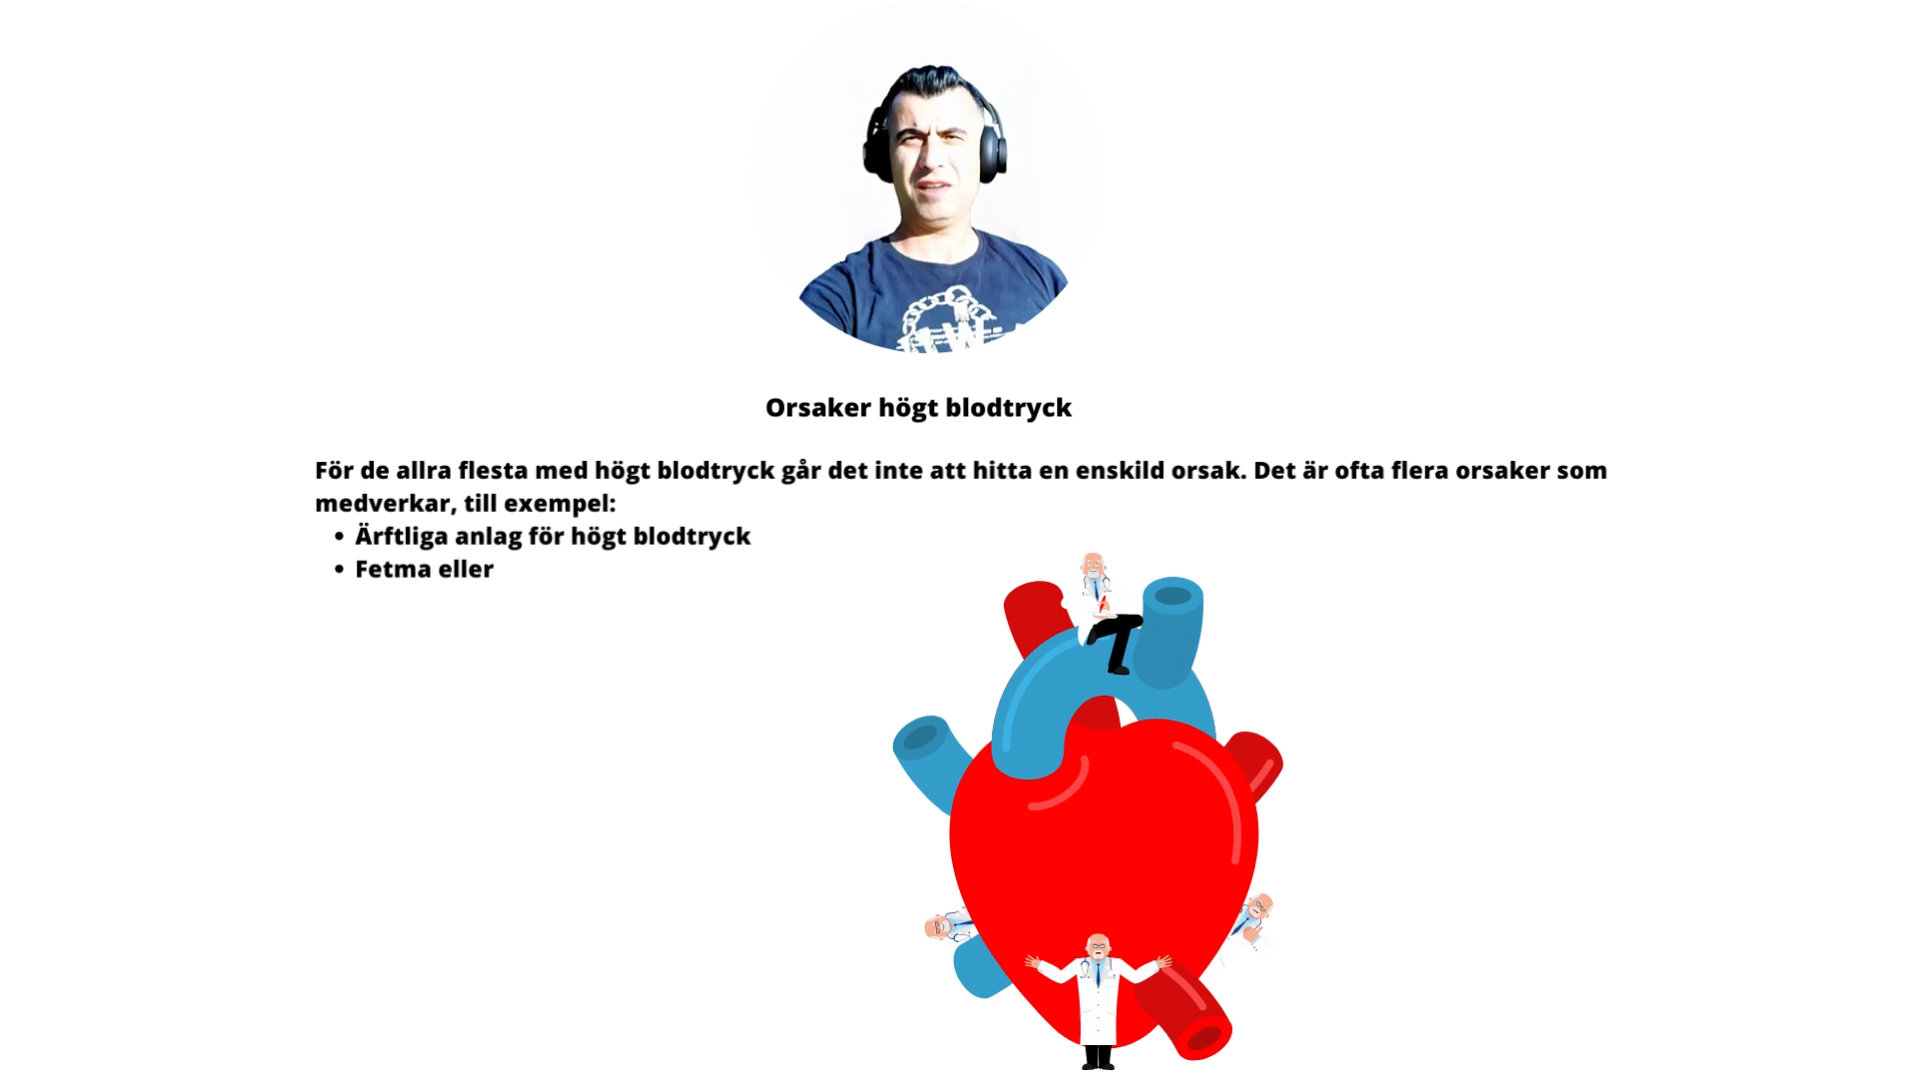 Orsaker högt blodtryck
För de allra flesta med högt blodtryck går det inte att hitta en enskild orsak. Det är ofta flera orsaker som
medverkar, till exempel:
• Ärftliga anlag för högt blodtryck
• Fetma eller